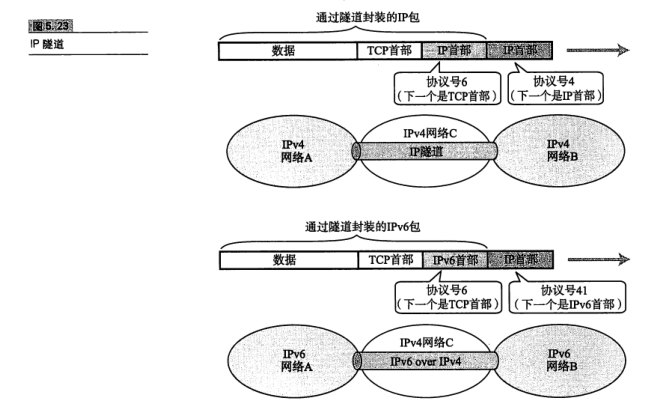 图5.23
IP 隧道
通过隧道封装的IP包
数据 TCP首部 IP首部 IP首部
协议号6
（下一个是TCP首部）
协议号4
（下一个是IP首部）
IPv4
网络A
IPv4网络C
IP隧道
IPv4
网络B
通过隧道封装的IPv6包
数据 TCP首部 IPv6首部 IP首部
协议号6
（下一个是TCP首部）
协议号41
（下一个是IPv6首部）
IPv6
网络A
IPv4网络C
IPv6 over IPv4
IPv6
网络B